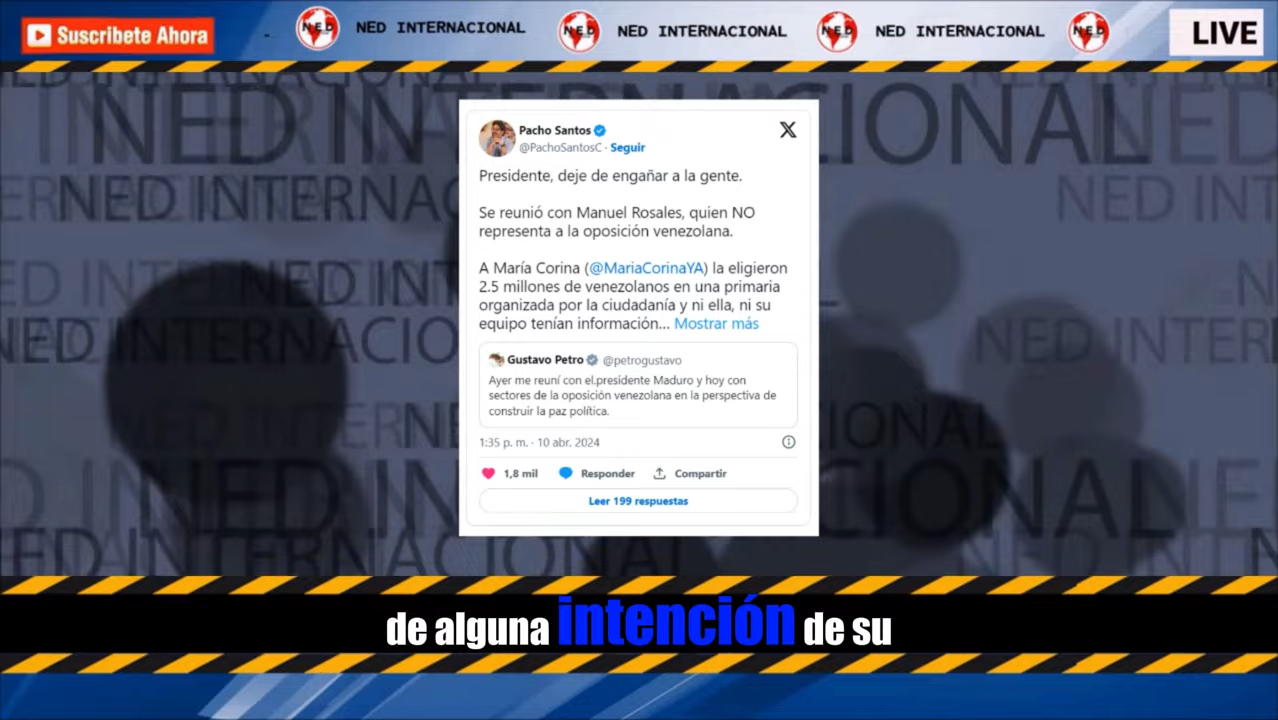 Suscribete Ahora
NED
NED INTERNACIONAL
NED
NED INTERNACIONAL
NED
NED INTERNACIONAL
NED
LIVE
Pacho Santos
@PachoSantosC · Seguir
Presidente, deje de engañar a la gente.
Se reunió con Manuel Rosales, quien NO
representa a la oposición venezolana.
A María Corina (@MariaCorinaYA) la eligieron
2.5 millones de venezolanos en una primaria
organizada por la ciudadanía y ni ella, ni su
equipo tenían información... Mostrar más
Gustavo Petro @petrogustavo
Ayer me reuní con el.presidente Maduro y hoy con
sectores de la oposición venezolana en la perspectiva de
construir la paz política.
1:35 p. m. · 10 abr. 2024
1,8 mil Responder Compartir
Leer 199 respuestas
de alguna intención de su